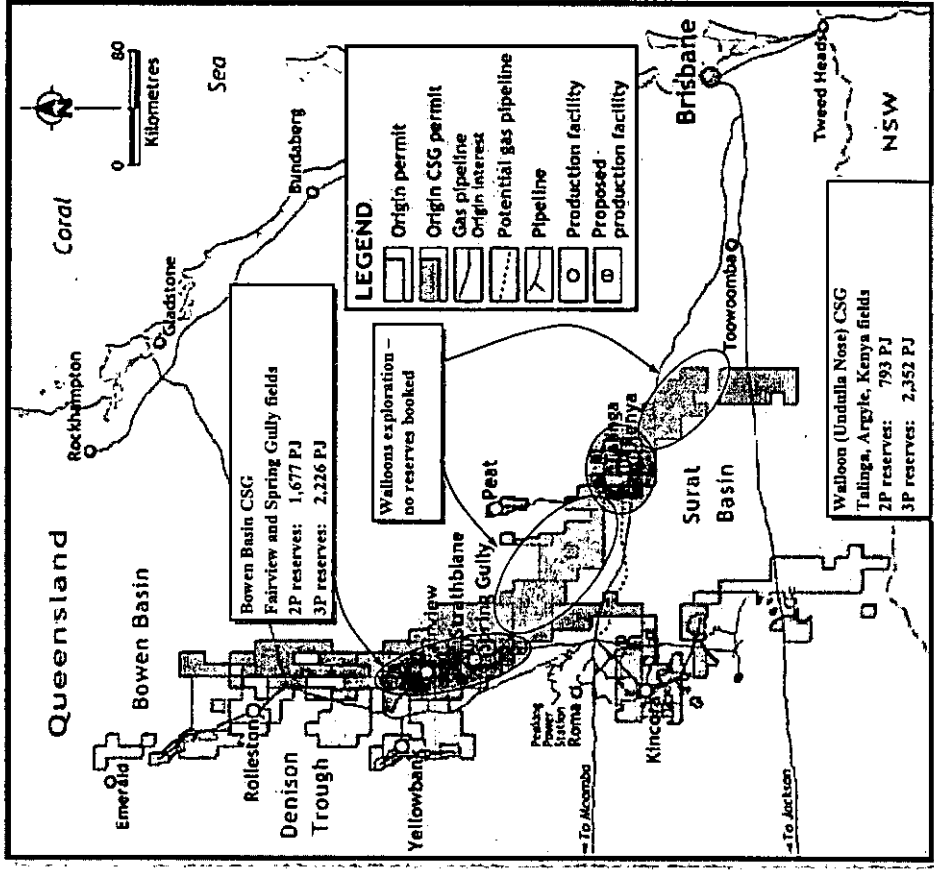 Queensland
Coral
Sea
0 80
Kilometres
N
Emerald
Bowen Basin
Rockhampton
Gladstone
Bundaberg
Rolleston
Denison
Trough
Yellowbank
Bowen Basin CSG
Fairview and Spring Gully fields
2P reserves: 1,677 PJ
3P reserves: 2,226 PJ
Strathblane
Peat
Walloons exploration –
no reserves booked
LEGEND
Origin permit
Origin CSG permit
Gas pipeline
Origin interest
Potential gas pipeline
Pipeline
Production facility
Proposed
production facility
Peaking
Power
Station
Roma
To Moomba
Kincora
Surat
Basin
To Jackson
Toowoomba
Brisbane
Tweed Heads
NSW
Walloon (Undulla Nose) CSG
Talinga, Argyle, Kenya fields
2P reserves: 793 PJ
3P reserves: 2,352 PJ